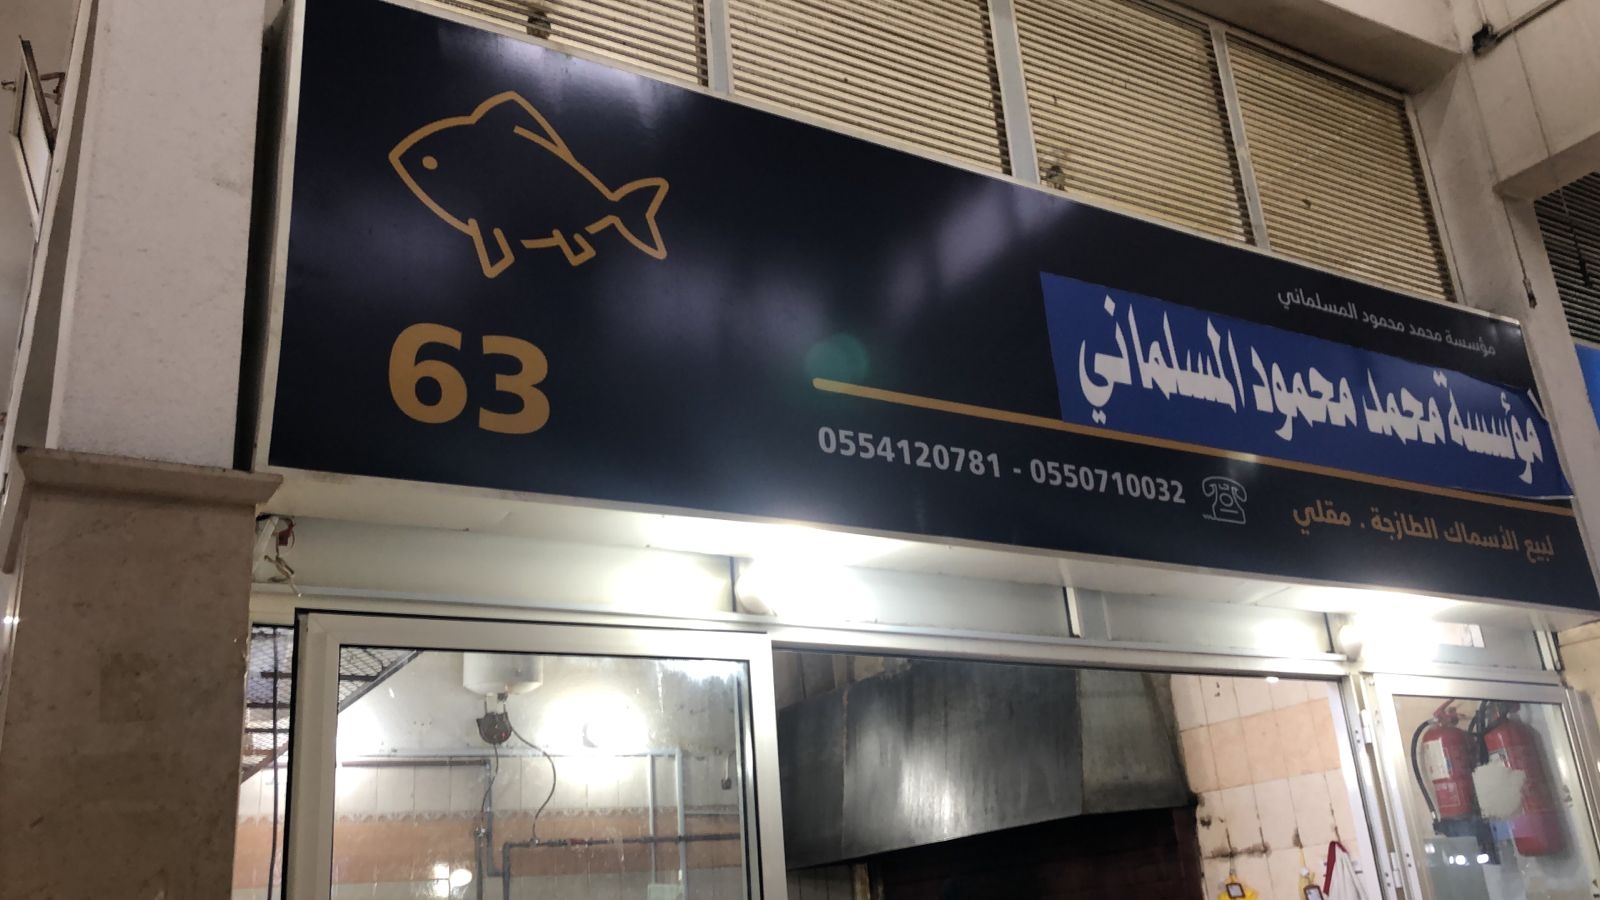 مؤسسة محمد محمود المسلماني
مؤسسة محمد محمود المسلماني
63
0554120781 - 0550710032
لبيع الأسماك الطازجة . مقلي